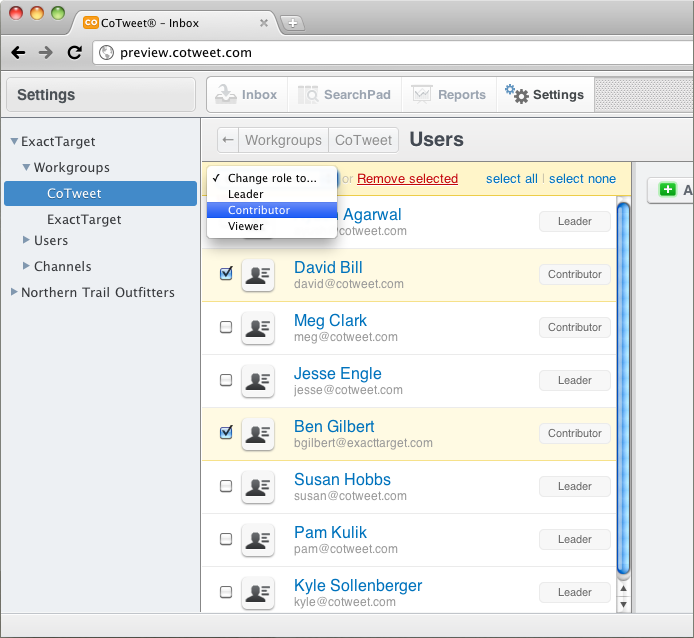 CO CoTweet® – Inbox
preview.cotweet.com
Settings
Inbox
SearchPad
Reports
Settings
ExactTarget
Workgroups
CoTweet
ExactTarget
Users
Channels
Northern Trail Outfitters
← Workgroups CoTweet Users
✓ Change role to...
Leader
Contributor
Viewer
or Remove selected select all select none
A
Agarwal
@cotweet.com
Leader
David Bill
david@cotweet.com
Contributor
Meg Clark
meg@cotweet.com
Contributor
Jesse Engle
jesse@cotweet.com
Leader
Ben Gilbert
bgilbert@exacttarget.com
Contributor
Susan Hobbs
susan@cotweet.com
Leader
Pam Kulik
pam@cotweet.com
Leader
Kyle Sollenberger
kyle@cotweet.com
Leader